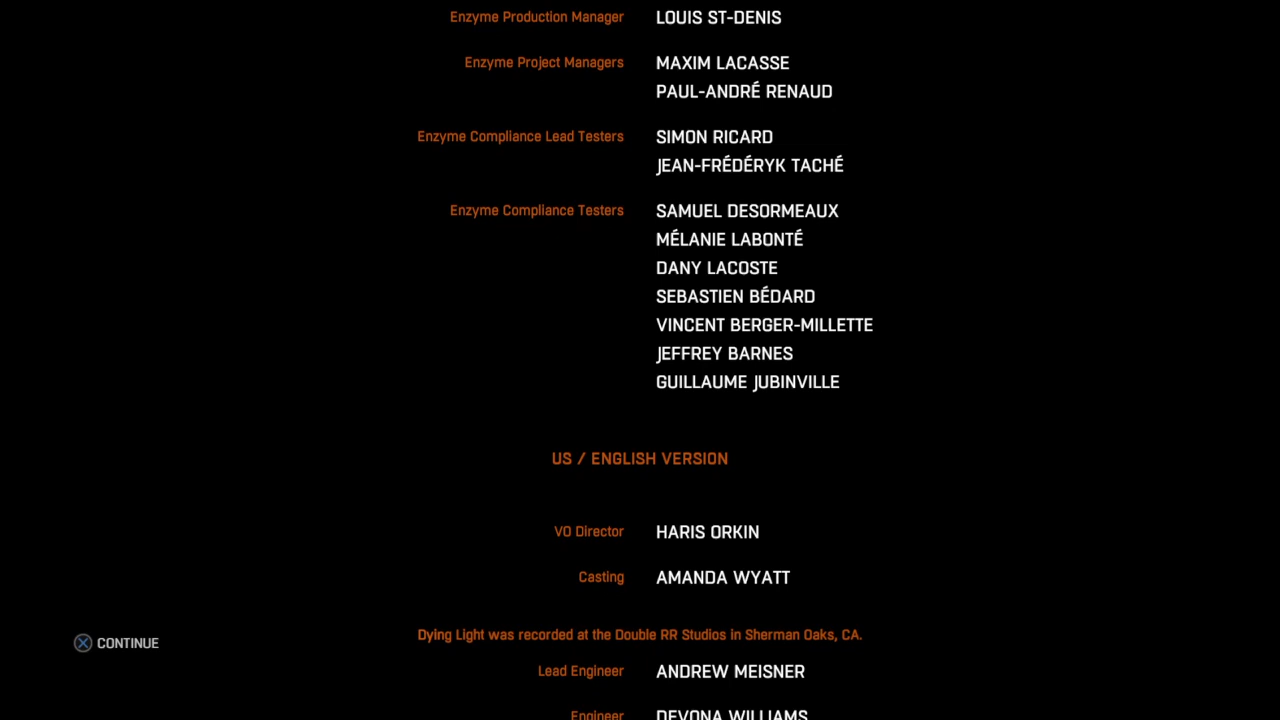 Enzyme Production Manager LOUIS ST-DENIS
Enzyme Project Managers MAXIM LACASSE
PAUL-ANDRÉ RENAUD
Enzyme Compliance Lead Testers SIMON RICARD
JEAN-FRÉDÉRYK TACHÉ
Enzyme Compliance Testers SAMUEL DESORMEAUX
MÉLANIE LABONTÉ
DANY LACOSTE
SEBASTIEN BÉDARD
VINCENT BERGER-MILLETTE
JEFFREY BARNES
GUILLAUME JUBINVILLE
US / ENGLISH VERSION
VO Director HARIS ORKIN
Casting AMANDA WYATT
Dying Light was recorded at the Double RR Studios in Sherman Oaks, CA.
CONTINUE
Lead Engineer ANDREW MEISNER
Engineer DEVONA WILLIAMS